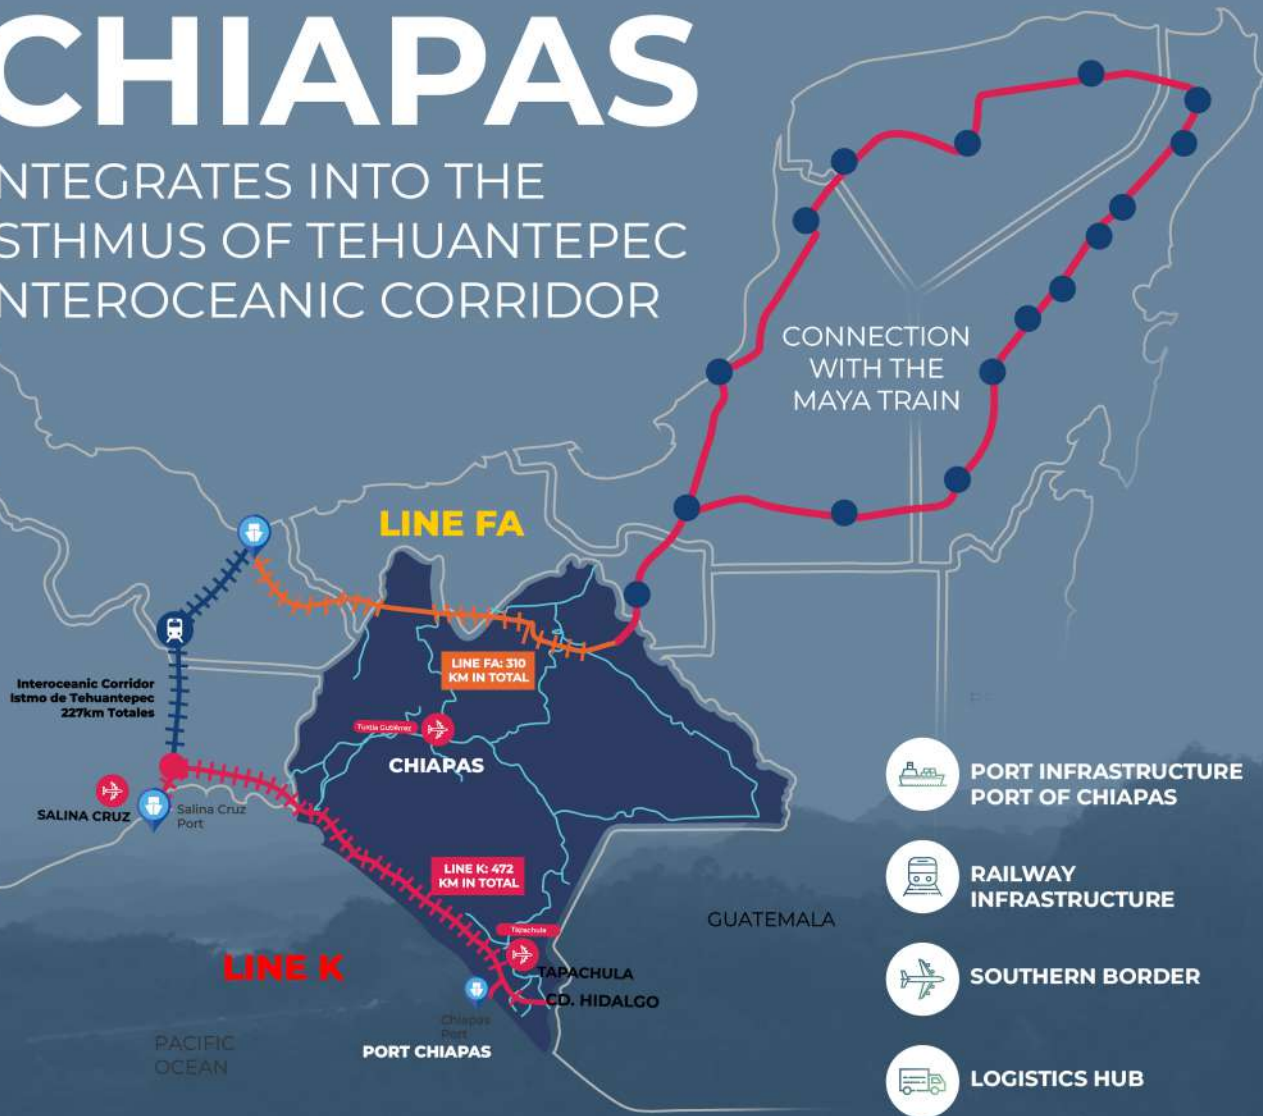 CHIAPAS
NTEGRATES INTO THE
STHMUS OF TEHUANTEPEC
NTEROCEANIC CORRIDOR
CONNECTION
WITH THE
MAYA TRAIN
LINE FA
LINE FA: 310
KM IN TOTAL
Interoceanic Corridor
Istmo de Tehuantepec
227km Totales
Tuxtla Gutiérrez
CHIAPAS
SALINA CRUZ
Salina Cruz
Port
LINE K: 472
KM IN TOTAL
LINE K
Tapachula
TAPACHULA
CD. HIDALGO
Chiapas
Port
PORT CHIAPAS
PACIFIC
OCEAN
GUATEMALA
PORT INFRASTRUCTURE
PORT OF CHIAPAS
RAILWAY
INFRASTRUCTURE
SOUTHERN BORDER
LOGISTICS HUB